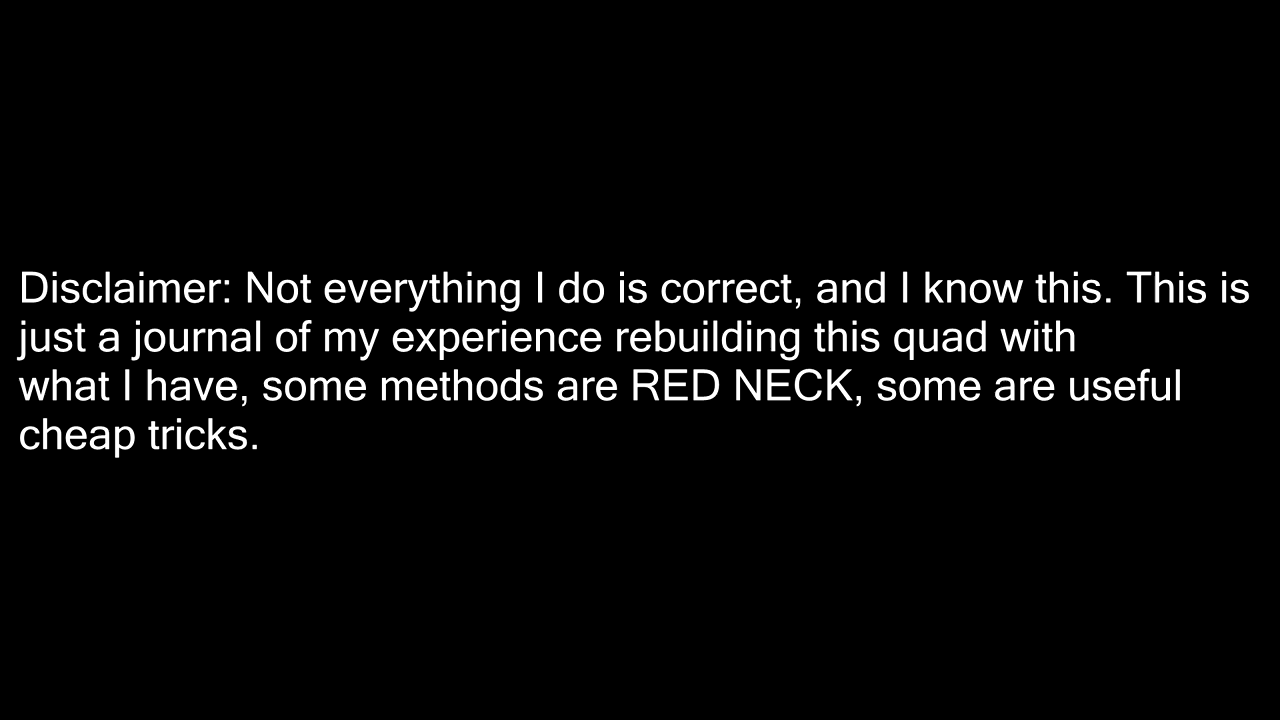 Disclaimer: Not everything I do is correct, and I know this. This is
just a journal of my experience rebuilding this quad with
what I have, some methods are RED NECK, some are useful
cheap tricks.